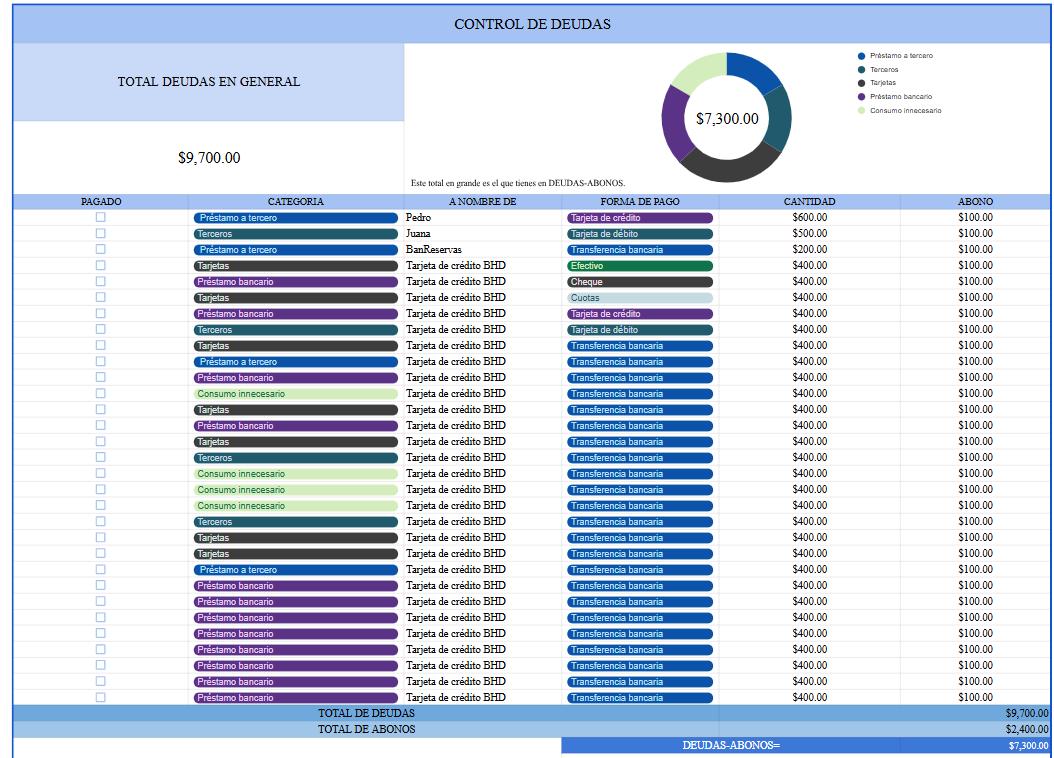 CONTROL DE DEUDAS
TOTAL DEUDAS EN GENERAL
$9,700.00
$7,300.00
Préstamo a tercero
Terceros
Tarjetas
Préstamo bancario
Consumo innecesario
Este total en grande es el que tienes en DEUDAS-ABONOS.
PAGADO CATEGORIA A NOMBRE DE FORMA DE PAGO CANTIDAD ABONO
Préstamo a tercero Pedro Tarjeta de crédito $600.00 $100.00
Terceros Juana Tarjeta de débito $500.00 $100.00
Préstamo a tercero BanReservas Transferencia bancaria $200.00 $100.00
Tarjetas Tarjeta de crédito BHD Efectivo $400.00 $100.00
Préstamo bancario Tarjeta de crédito BHD Cheque $400.00 $100.00
Tarjetas Tarjeta de crédito BHD Cuotas $400.00 $100.00
Préstamo bancario Tarjeta de crédito BHD Tarjeta de crédito $400.00 $100.00
Terceros Tarjeta de crédito BHD Tarjeta de débito $400.00 $100.00
Tarjetas Tarjeta de crédito BHD Transferencia bancaria $400.00 $100.00
Préstamo a tercero Tarjeta de crédito BHD Transferencia bancaria $400.00 $100.00
Préstamo bancario Tarjeta de crédito BHD Transferencia bancaria $400.00 $100.00
Consumo innecesario Tarjeta de crédito BHD Transferencia bancaria $400.00 $100.00
Tarjetas Tarjeta de crédito BHD Transferencia bancaria $400.00 $100.00
Préstamo bancario Tarjeta de crédito BHD Transferencia bancaria $400.00 $100.00
Tarjetas Tarjeta de crédito BHD Transferencia bancaria $400.00 $100.00
Terceros Tarjeta de crédito BHD Transferencia bancaria $400.00 $100.00
Consumo innecesario Tarjeta de crédito BHD Transferencia bancaria $400.00 $100.00
Consumo innecesario Tarjeta de crédito BHD Transferencia bancaria $400.00 $100.00
Consumo innecesario Tarjeta de crédito BHD Transferencia bancaria $400.00 $100.00
Terceros Tarjeta de crédito BHD Transferencia bancaria $400.00 $100.00
Tarjetas Tarjeta de crédito BHD Transferencia bancaria $400.00 $100.00
Tarjetas Tarjeta de crédito BHD Transferencia bancaria $400.00 $100.00
Préstamo a tercero Tarjeta de crédito BHD Transferencia bancaria $400.00 $100.00
Préstamo bancario Tarjeta de crédito BHD Transferencia bancaria $400.00 $100.00
Préstamo bancario Tarjeta de crédito BHD Transferencia bancaria $400.00 $100.00
Préstamo bancario Tarjeta de crédito BHD Transferencia bancaria $400.00 $100.00
Préstamo bancario Tarjeta de crédito BHD Transferencia bancaria $400.00 $100.00
Préstamo bancario Tarjeta de crédito BHD Transferencia bancaria $400.00 $100.00
Préstamo bancario Tarjeta de crédito BHD Transferencia bancaria $400.00 $100.00
Préstamo bancario Tarjeta de crédito BHD Transferencia bancaria $400.00 $100.00
Préstamo bancario Tarjeta de crédito BHD Transferencia bancaria $400.00 $100.00
TOTAL DE DEUDAS $9,700.00
TOTAL DE ABONOS $2,400.00
DEUDAS-ABONOS= $7,300.00